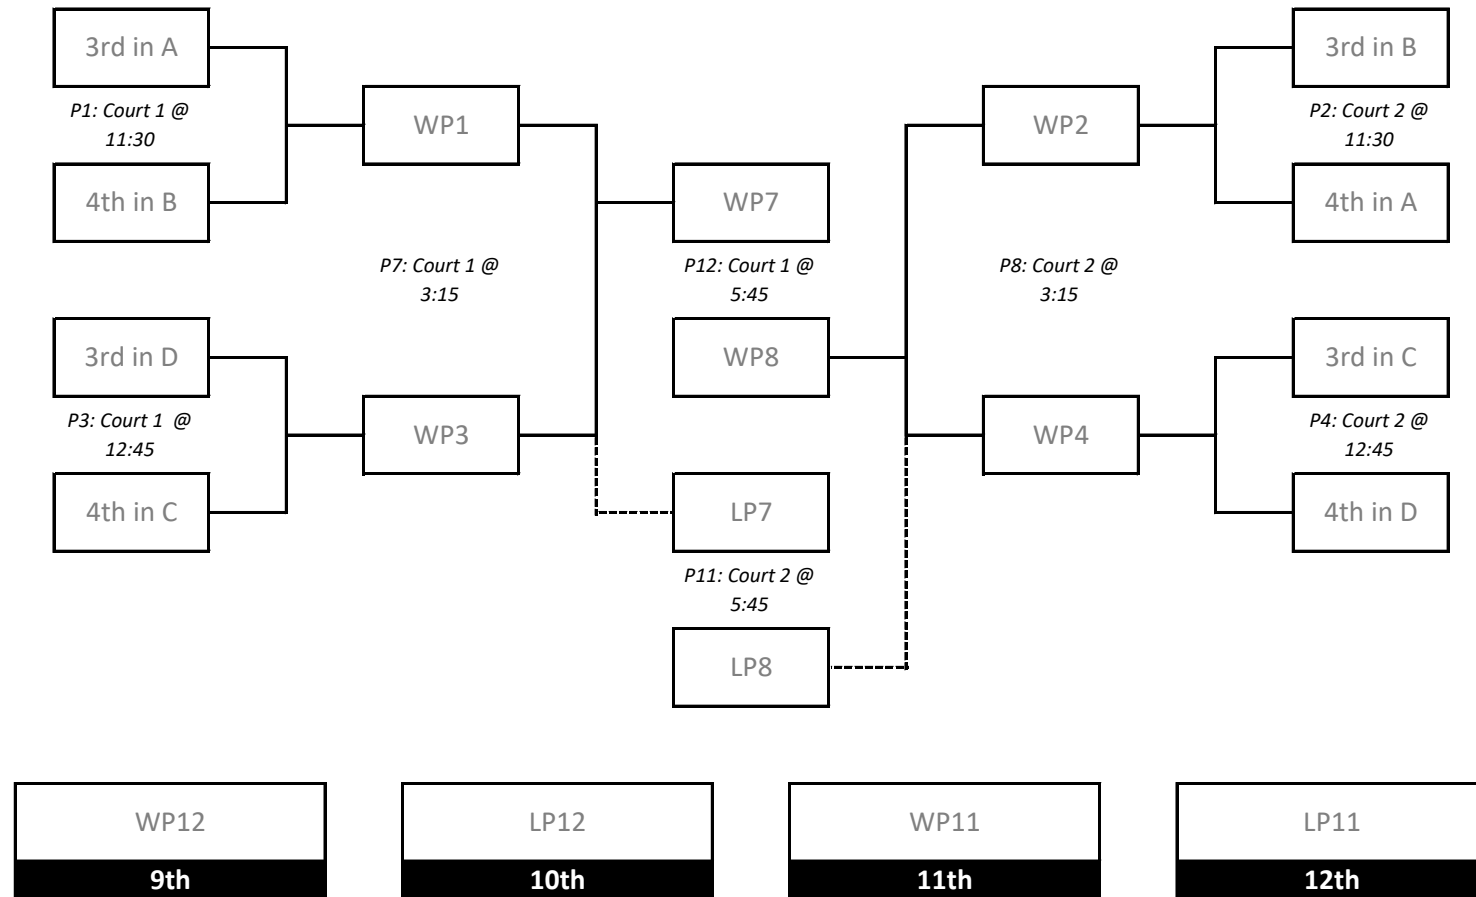 3rd in A
3rd in B
P1: Court 1 @
11:30
WP1
WP2
P2: Court 2 @
11:30
4th in B
WP7
4th in A
P7: Court 1 @
3:15
P12: Court 1 @
5:45
P8: Court 2 @
3:15
3rd in D
WP8
3rd in C
P3: Court 1  @
12:45
WP3
WP4
P4: Court 2 @
12:45
4th in C
LP7
4th in D
P11: Court 2 @
5:45
LP8
WP12
LP12
WP11
LP11
9th
10th
11th
12th